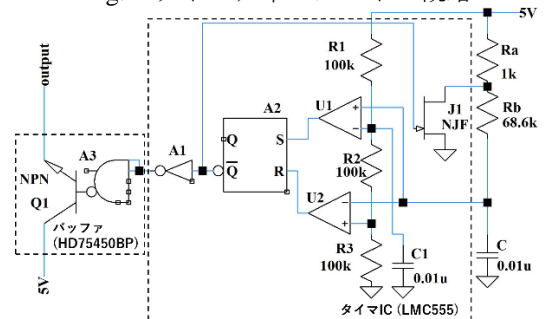 5V
output
R1
100k
Ra
1k
A2
U1
J1
NJF
Rb
68.6k
Q
S
A3
A1
R2
100k
Q
R
U2
NPN
Q1
バッファ
(HD75450BP)
R3
100k
C1
0.01u
C
0.01u
5V
タイマIC (LMC555)